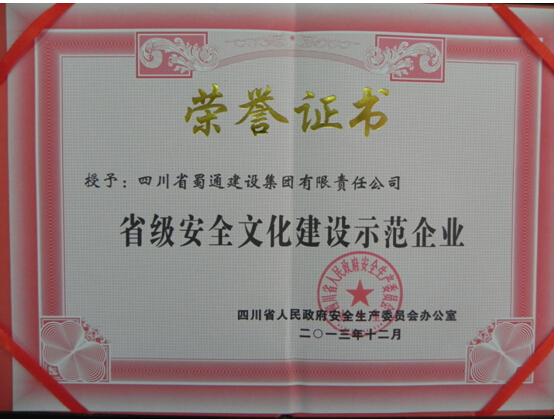 荣誉证书
授予：四川省蜀通建设集团有限责任公司
省级安全文化建设示范企业
四川省人民政府安全生产委员会办公室
二〇一三年十二月